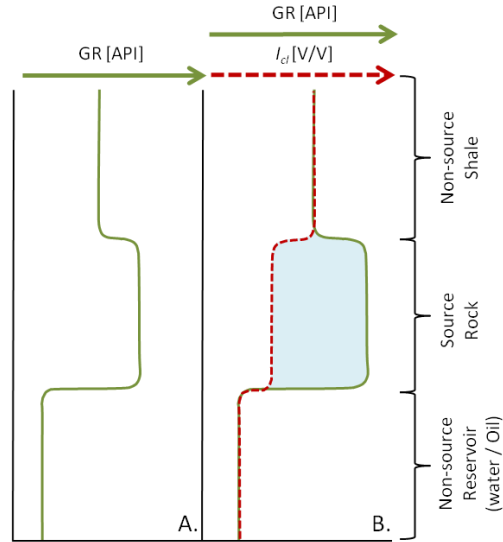 GR [API]
GR [API]
I_cl [V/V]
Non-source
Shale
Source
Rock
Non-source
Reservoir
(water / Oil)
A.
B.